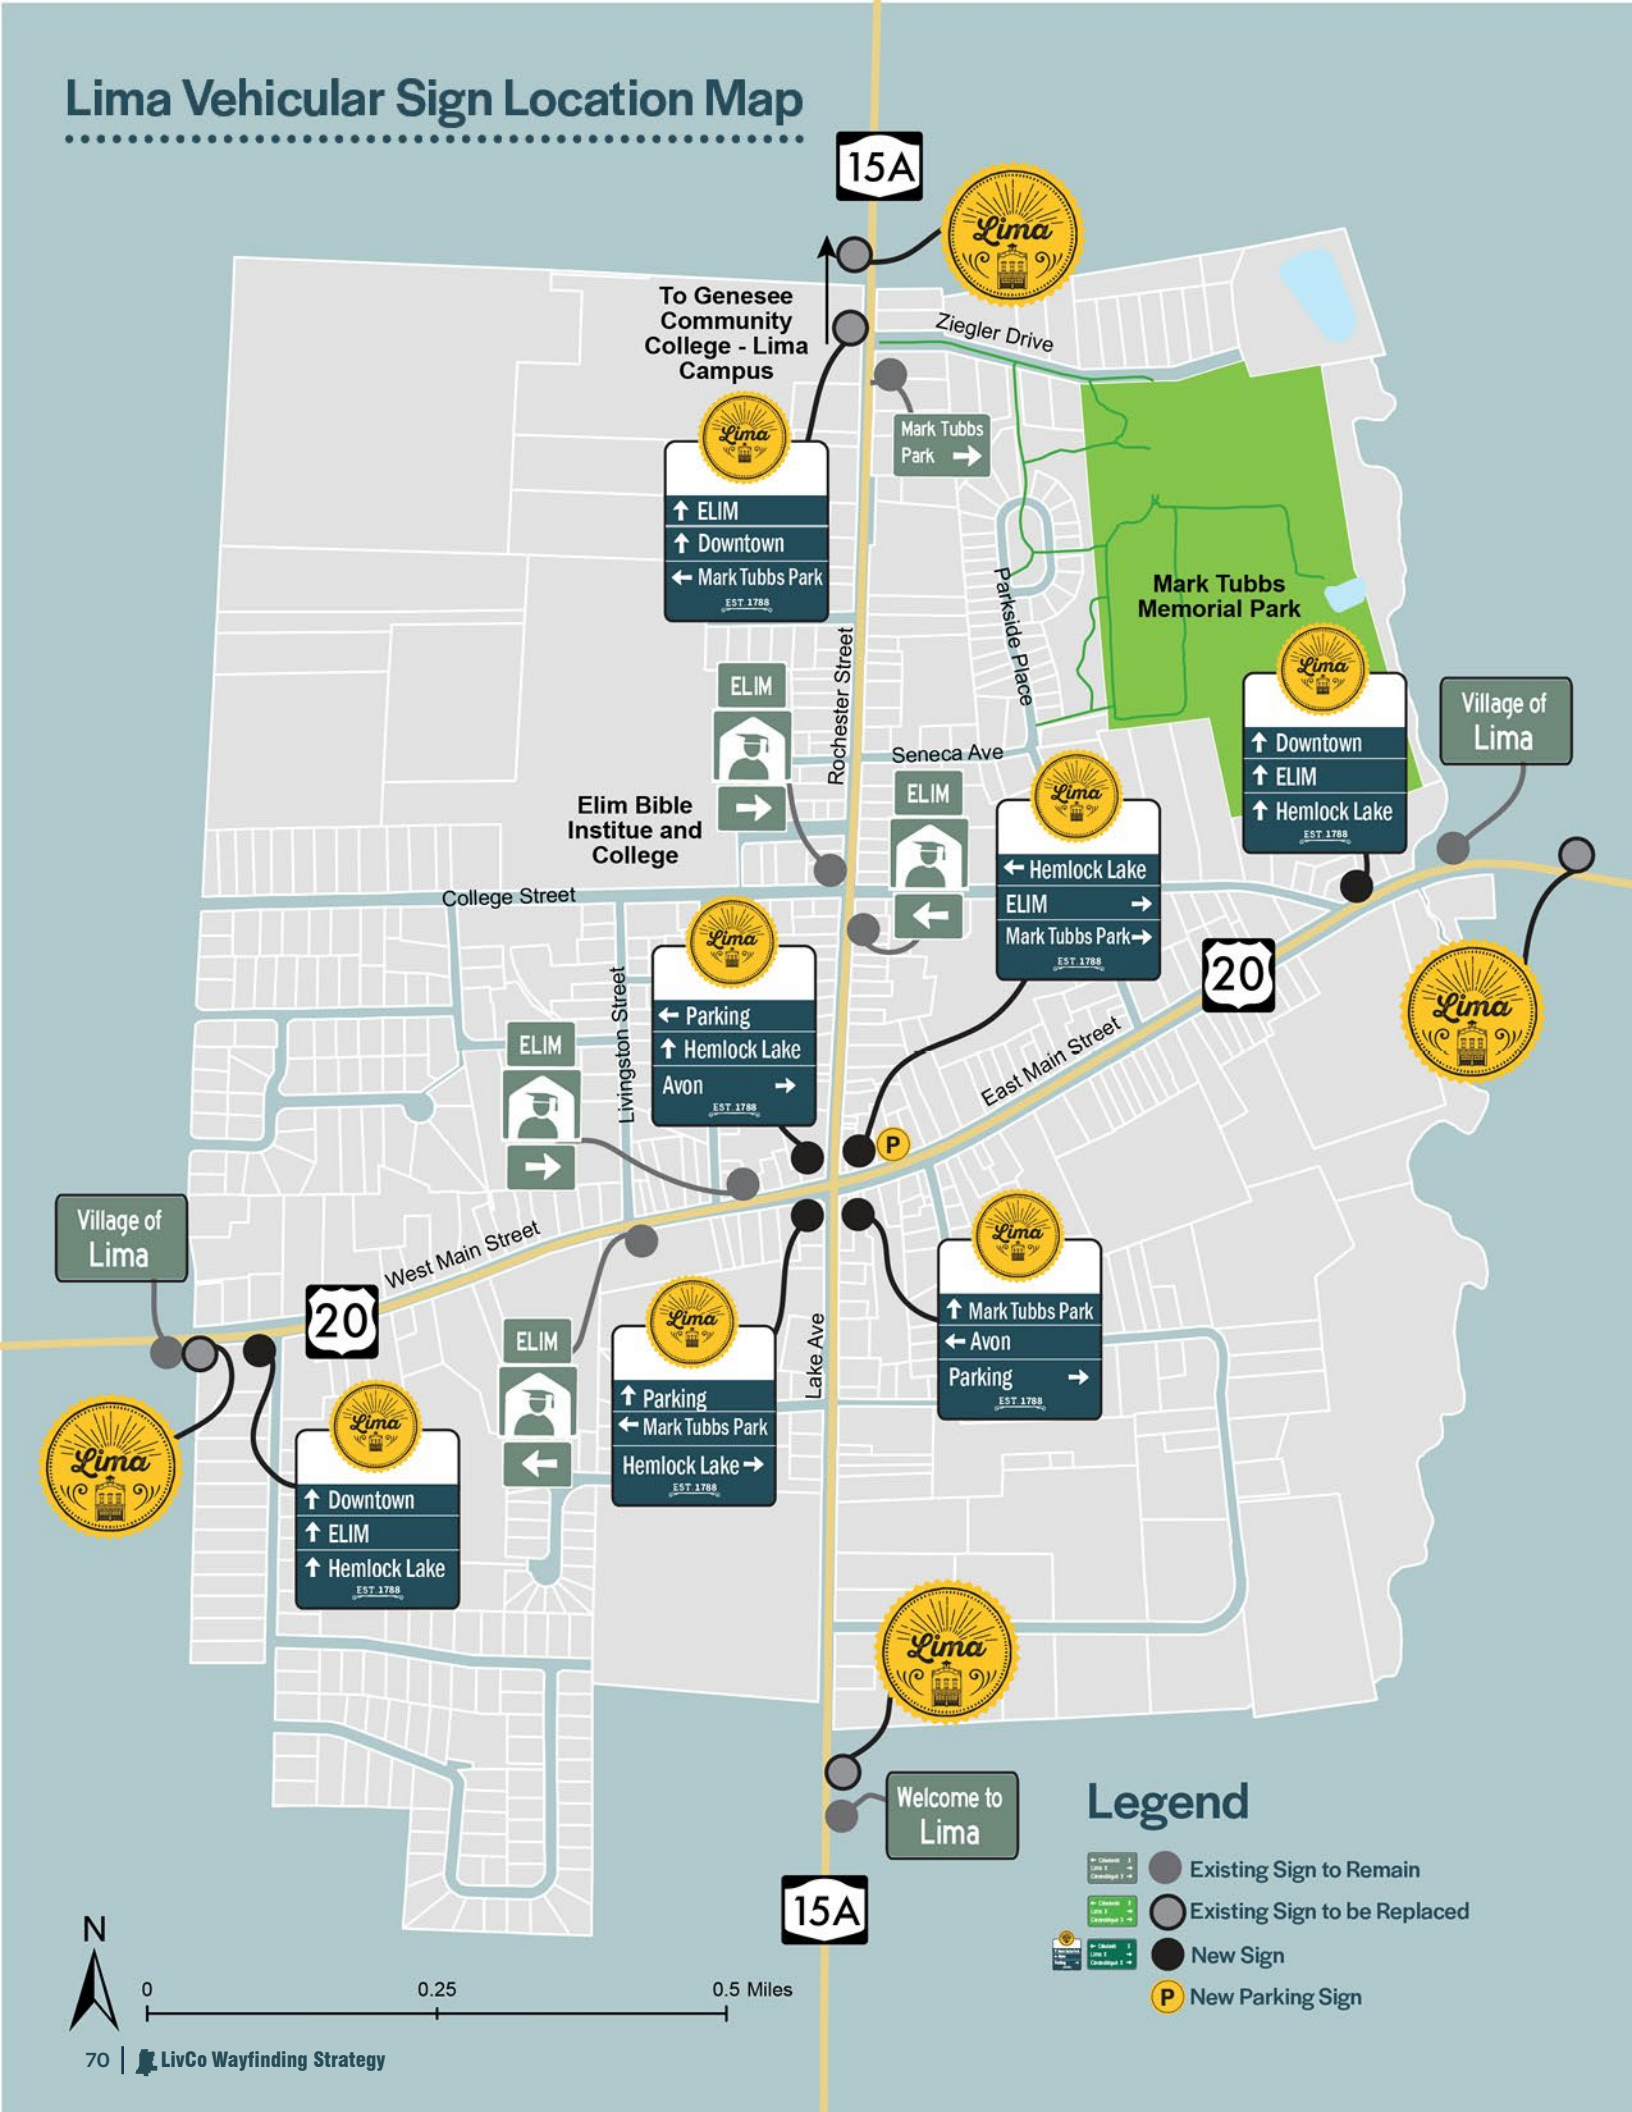 Lima Vehicular Sign Location Map
15A
Lima
To Genesee
Community
College - Lima
Campus
Ziegler Drive
Mark Tubbs
Park →
Lima
↑ ELIM
↑ Downtown
← Mark Tubbs Park
EST. 1788
Mark Tubbs
Memorial Park
Parkside Place
Rochester Street
ELIM
→
Seneca Ave
Lima
↑ Downtown
↑ ELIM
↑ Hemlock Lake
EST. 1788
Village of
Lima
Elim Bible
Institue and
College
ELIM
←
Lima
← Hemlock Lake
ELIM →
Mark Tubbs Park→
EST. 1788
College Street
20
Lima
Lima
← Parking
↑ Hemlock Lake
Avon →
EST. 1788
Livingston Street
ELIM
→
East Main Street
P
Village of
Lima
West Main Street
20
Lima
↑ Mark Tubbs Park
← Avon
Parking →
EST. 1788
ELIM
←
Lima
↑ Parking
← Mark Tubbs Park
Hemlock Lake →
EST. 1788
Lake Ave
Lima
Lima
↑ Downtown
↑ ELIM
↑ Hemlock Lake
EST. 1788
Lima
Welcome to
Lima
15A
Legend
Existing Sign to Remain
Existing Sign to be Replaced
New Sign
P New Parking Sign
N
0 0.25 0.5 Miles
70 | LivCo Wayfinding Strategy